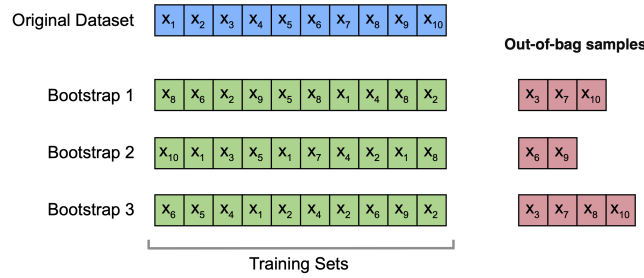 Original Dataset x₁ x₂ x₃ x₄ x₅ x₆ x₇ x₈ x₉ x₁₀
Out-of-bag samples
Bootstrap 1 x₈ x₆ x₂ x₉ x₅ x₈ x₁ x₄ x₈ x₂ x₃ x₇ x₁₀
Bootstrap 2 x₁₀ x₁ x₃ x₅ x₁ x₇ x₄ x₂ x₁ x₈ x₆ x₉
Bootstrap 3 x₆ x₅ x₄ x₁ x₂ x₄ x₂ x₆ x₉ x₂ x₃ x₇ x₈ x₁₀
Training Sets